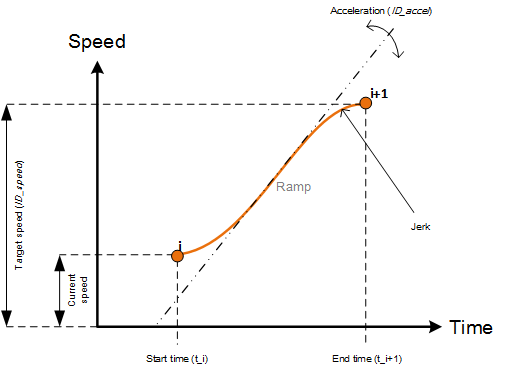 Acceleration (ID_accel)
Speed
i+1
Target speed (ID_speed)
Ramp
Jerk
i
Current
speed
Time
Start time (t_i)
End time (t_i+1)